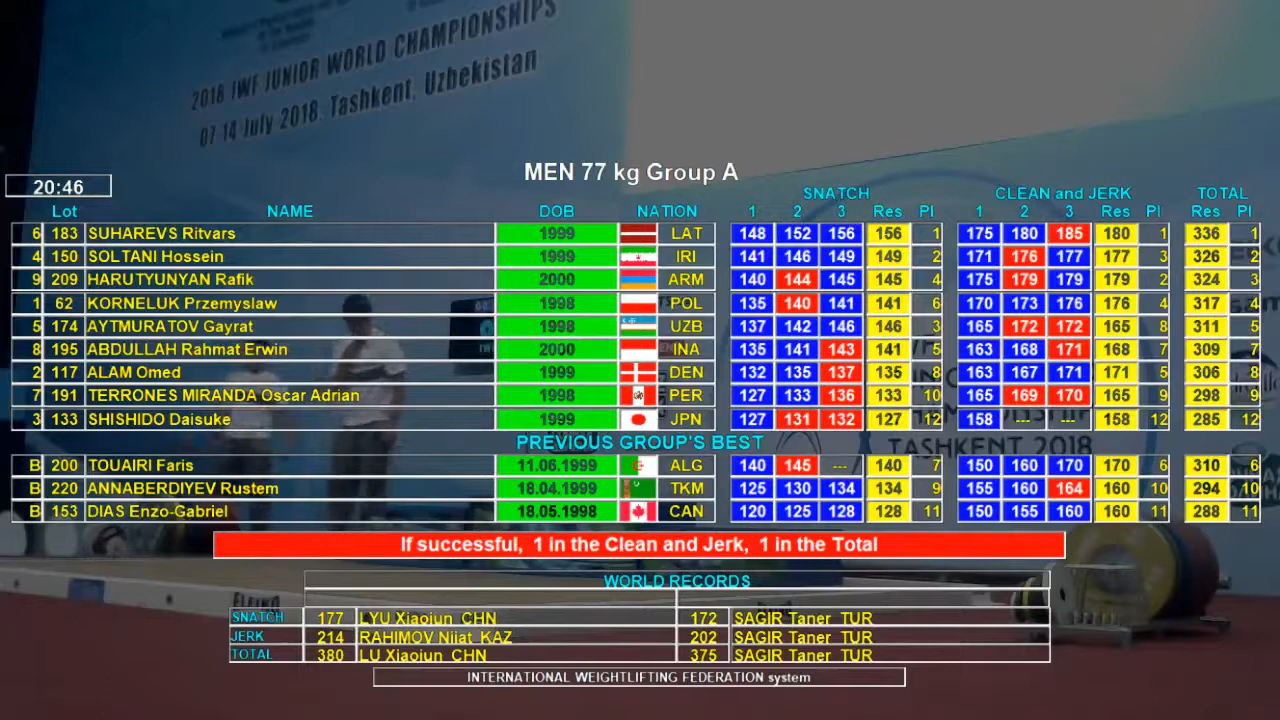 2018 IWF JUNIOR WORLD CHAMPIONSHIPS
07-14 July 2018, Tashkent, Uzbekistan
MEN 77 kg Group A
20:46
SNATCH CLEAN and JERK TOTAL
Lot NAME DOB NATION 1 2 3 Res Pl 1 2 3 Res Pl Res Pl
6 183 SUHAREVS Ritvars 1999 LAT 148 152 156 156 1 175 180 185 180 1 336 1
4 150 SOLTANI Hossein 1999 IRI 141 146 149 149 2 171 176 177 177 3 326 2
9 209 HARUTYUNYAN Rafik 2000 ARM 140 144 145 145 4 175 179 179 179 2 324 3
1 62 KORNELUK Przemyslaw 1998 POL 135 140 141 141 6 170 173 176 176 4 317 4
5 174 AYTMURATOV Gayrat 1998 UZB 137 142 146 146 3 165 172 172 165 8 311 5
8 195 ABDULLAH Rahmat Erwin 2000 INA 135 141 143 141 5 163 168 171 168 7 309 7
2 117 ALAM Omed 1999 DEN 132 135 137 135 8 163 167 171 171 5 306 8
7 191 TERRONES MIRANDA Oscar Adrian 1998 PER 127 133 136 133 10 165 169 170 165 9 298 9
3 133 SHISHIDO Daisuke 1999 JPN 127 131 132 127 12 158 --- --- 158 12 285 12
PREVIOUS GROUP'S BEST
TASHKENT 2018
B 200 TOUAIRI Faris 11.06.1999 ALG 140 145 --- 140 7 150 160 170 170 6 310 6
B 220 ANNABERDIYEV Rustem 18.04.1999 TKM 125 130 134 134 9 155 160 164 160 10 294 10
B 153 DIAS Enzo-Gabriel 18.05.1998 CAN 120 125 128 128 11 150 155 160 160 11 288 11
If successful, 1 in the Clean and Jerk, 1 in the Total
WORLD RECORDS
SNATCH 177 LYU Xiaojun CHN 172 SAGIR Taner TUR
JERK 214 RAHIMOV Nijat KAZ 202 SAGIR Taner TUR
TOTAL 380 LU Xiaojun CHN 375 SAGIR Taner TUR
INTERNATIONAL WEIGHTLIFTING FEDERATION system